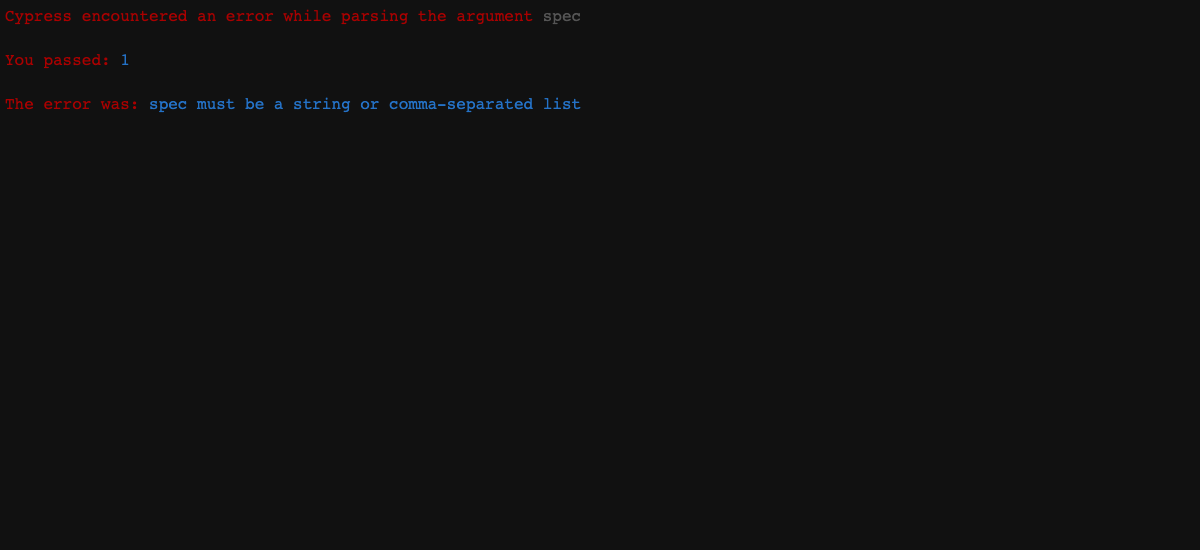 Cypress encountered an error while parsing the argument spec
You passed: 1
The error was: spec must be a string or comma-separated list